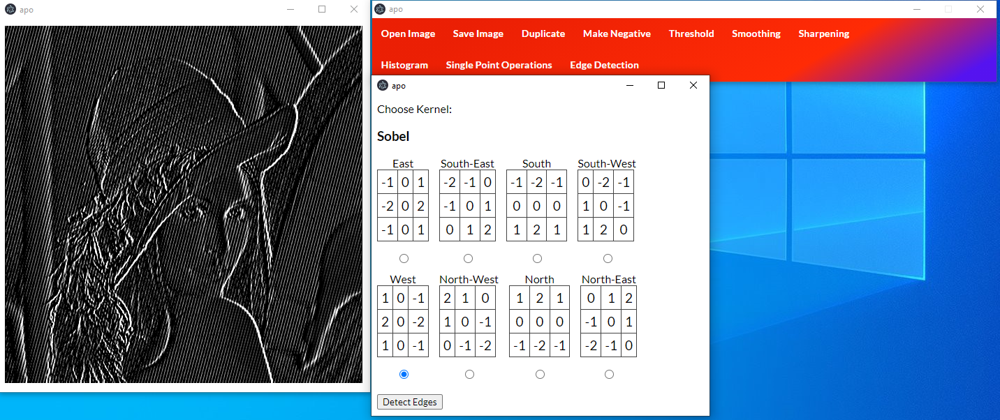 apo
apo
Open Image Save Image Duplicate Make Negative Threshold Smoothing Sharpening
Histogram Single Point Operations Edge Detection
apo
Choose Kernel:
Sobel
East South-East South South-West
-1 0 1 -2 -1 0 -1 -2 -1 0 -2 -1
-2 0 2 -1 0 1 0 0 0 1 0 -1
-1 0 1 0 1 2 1 2 1 1 2 0
West North-West North North-East
1 0 -1 2 1 0 1 2 1 0 1 2
2 0 -2 1 0 -1 0 0 0 -1 0 1
1 0 -1 0 -1 -2 -1 -2 -1 -2 -1 0
Detect Edges